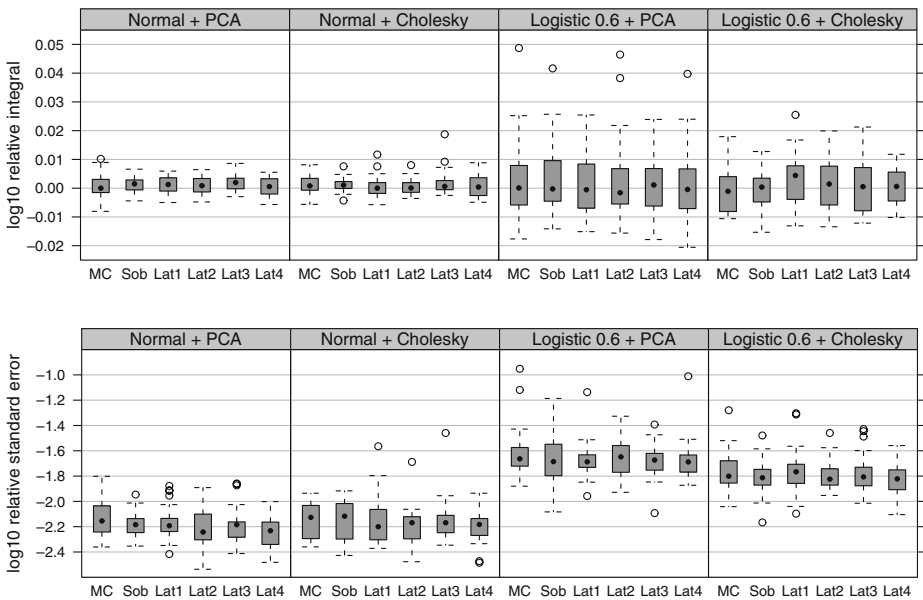 Normal + PCA Normal + Cholesky Logistic 0.6 + PCA Logistic 0.6 + Cholesky
log10 relative integral
0.05
0.04
0.03
0.02
0.01
0.00
−0.01
−0.02
MC Sob Lat1 Lat2 Lat3 Lat4 MC Sob Lat1 Lat2 Lat3 Lat4 MC Sob Lat1 Lat2 Lat3 Lat4 MC Sob Lat1 Lat2 Lat3 Lat4
Normal + PCA Normal + Cholesky Logistic 0.6 + PCA Logistic 0.6 + Cholesky
log10 relative standard error
−1.0
−1.2
−1.4
−1.6
−1.8
−2.0
−2.2
−2.4
MC Sob Lat1 Lat2 Lat3 Lat4 MC Sob Lat1 Lat2 Lat3 Lat4 MC Sob Lat1 Lat2 Lat3 Lat4 MC Sob Lat1 Lat2 Lat3 Lat4